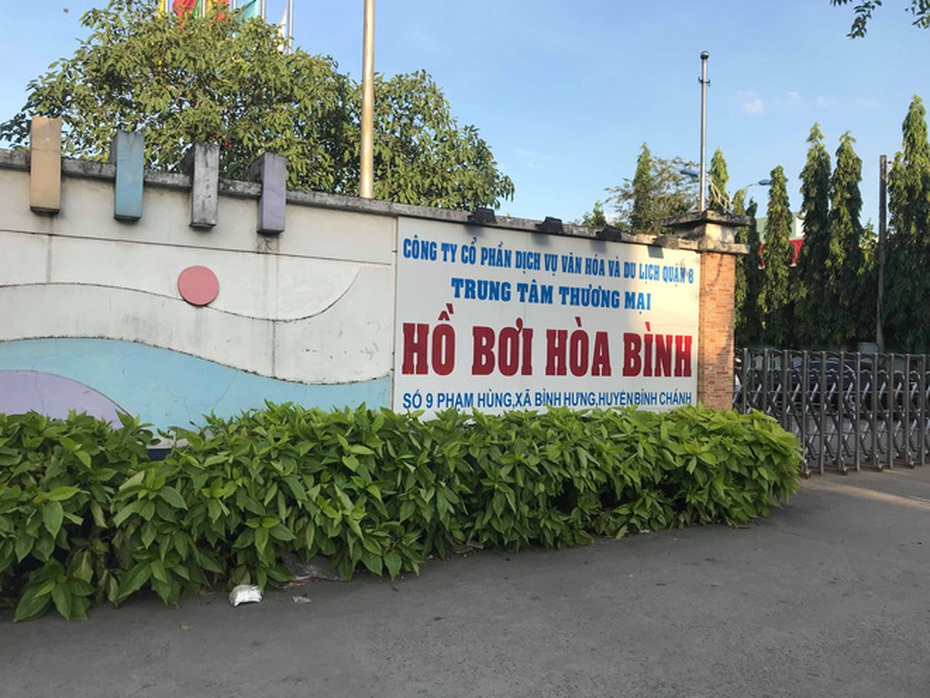 CÔNG TY CỔ PHẦN DỊCH VỤ VĂN HÓA VÀ DU LỊCH QUẬN 8
TRUNG TÂM THƯƠNG MẠI
HỒ BƠI HÒA BÌNH
SỐ 9 PHẠM HÙNG,XÃ BÌNH HƯNG,HUYỆN BÌNH CHÁNH